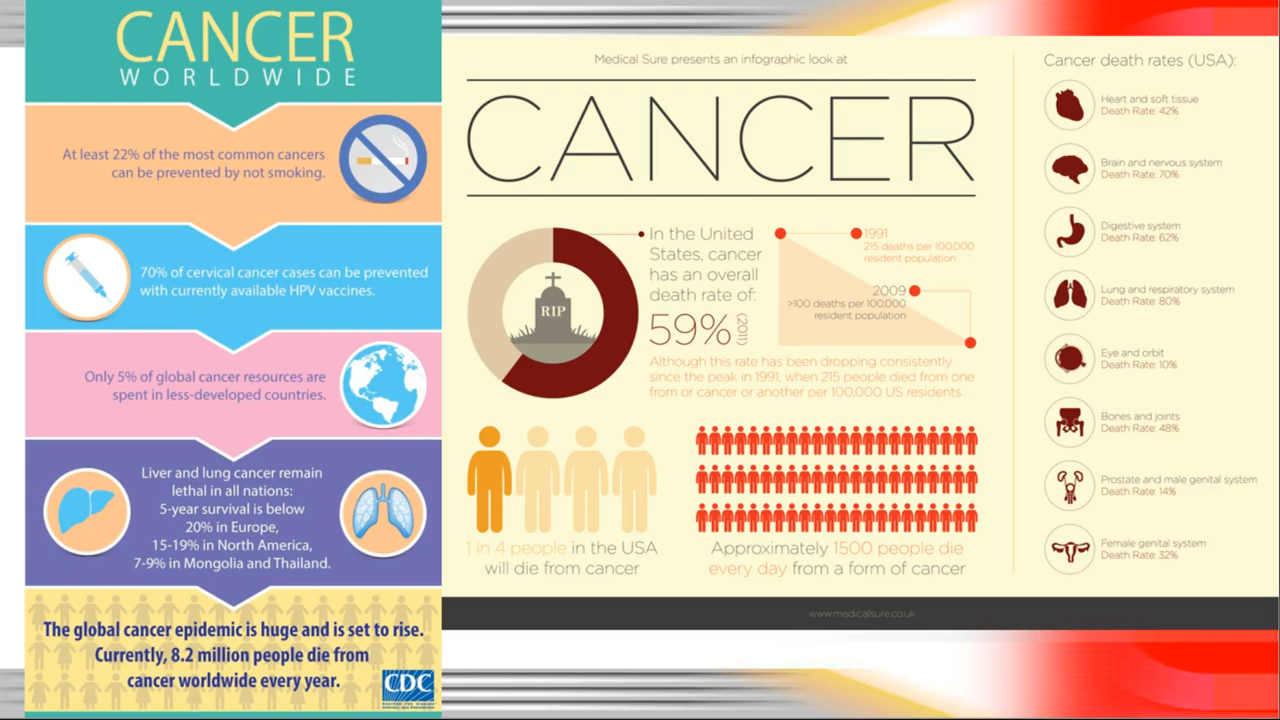 CANCER
WORLDWIDE
At least 22% of the most common cancers
can be prevented by not smoking.
70% of cervical cancer cases can be prevented
with currently available HPV vaccines.
Only 5% of global cancer resources are
spent in less-developed countries.
Liver and lung cancer remain
lethal in all nations:
5-year survival is below
20% in Europe,
15-19% in North America,
7-9% in Mongolia and Thailand.
The global cancer epidemic is huge and is set to rise.
Currently, 8.2 million people die from
cancer worldwide every year.
CDC
Medical Sure presents an infographic look at
CANCER
RIP
In the United
States, cancer
has an overall
death rate of:
59% (2011)
1991
215 deaths per 100,000
resident population
2009
>100 deaths per 100,000
resident population
Although this rate has been dropping consistently
since the peak in 1991, when 215 people died from one
from or cancer or another per 100,000 US residents
1 in 4 people in the USA
will die from cancer
Approximately 1500 people die
every day from a form of cancer
Cancer death rates (USA):
Heart and soft tissue
Death Rate: 42%
Brain and nervous system
Death Rate: 70%
Digestive system
Death Rate: 62%
Lung and respiratory system
Death Rate: 80%
Eye and orbit
Death Rate: 10%
Bones and joints
Death Rate: 48%
Prostate and male genital system
Death Rate: 14%
Female genital system
Death Rate: 32%
www.medicalsure.co.uk